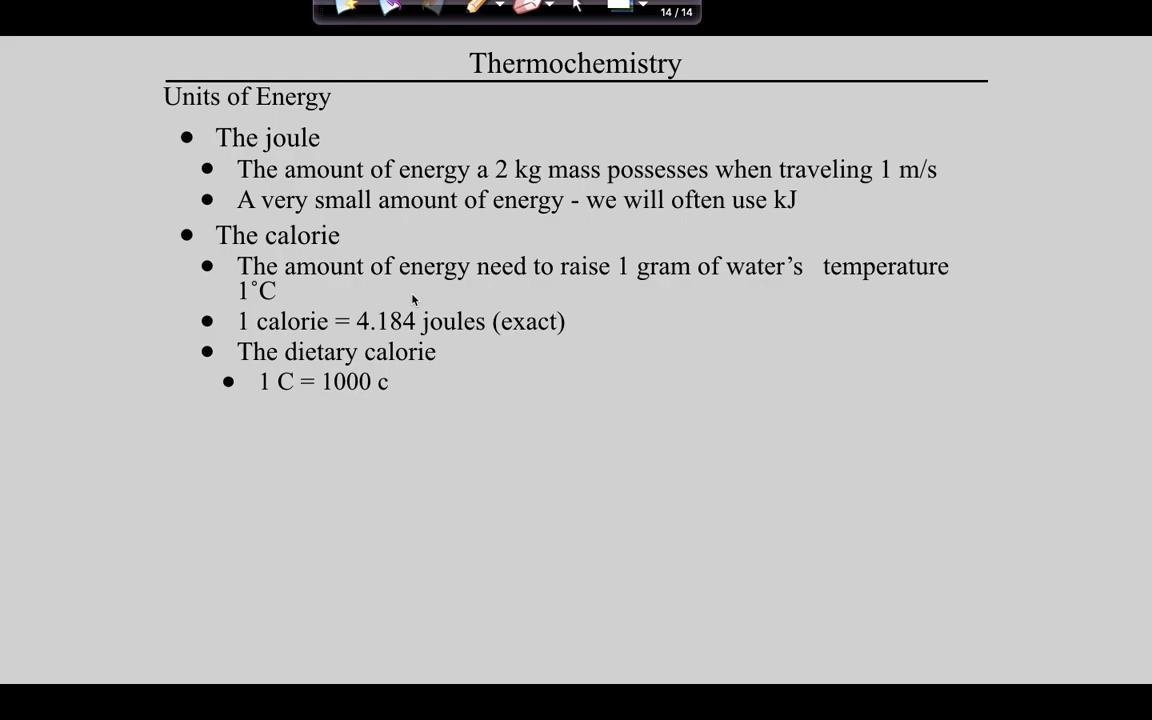 14 / 14
Thermochemistry
Units of Energy
● The joule
● The amount of energy a 2 kg mass possesses when traveling 1 m/s
● A very small amount of energy - we will often use kJ
● The calorie
● The amount of energy need to raise 1 gram of water’s temperature
1˚C
● 1 calorie = 4.184 joules (exact)
● The dietary calorie
● 1 C = 1000 c